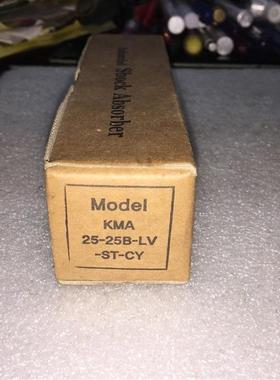 Shock Absorber
Model
KMA
25-25B-LV
-ST-CY